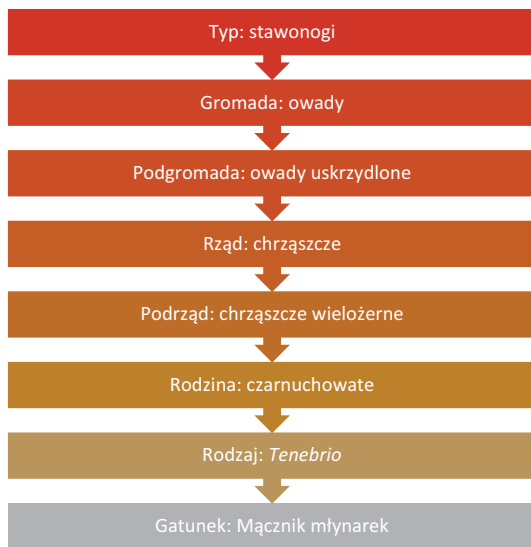 Typ: stawonogi
Gromada: owady
Podgromada: owady uskrzydlone
Rząd: chrząszcze
Podrząd: chrząszcze wielożerne
Rodzina: czarnuchowate
Rodzaj: Tenebrio
Gatunek: Mącznik młynarek